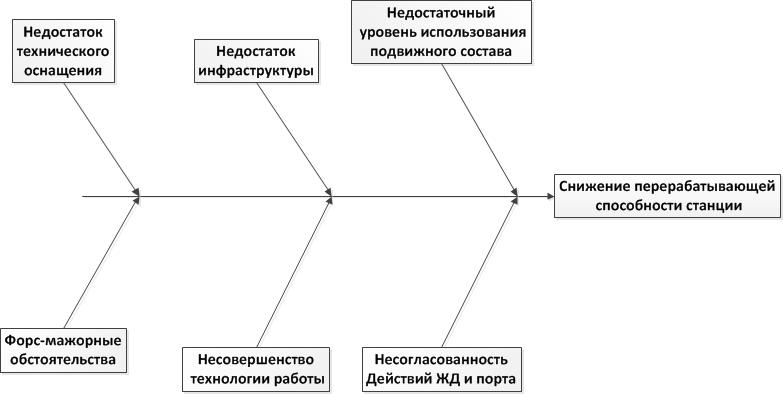 Недостаток
технического
оснащения
Недостаток
инфраструктуры
Недостаточный
уровень использования
подвижного состава
Снижение перерабатывающей
способности станции
Форс-мажорные
обстоятельства
Несовершенство
технологии работы
Несогласованность
Действий ЖД и порта